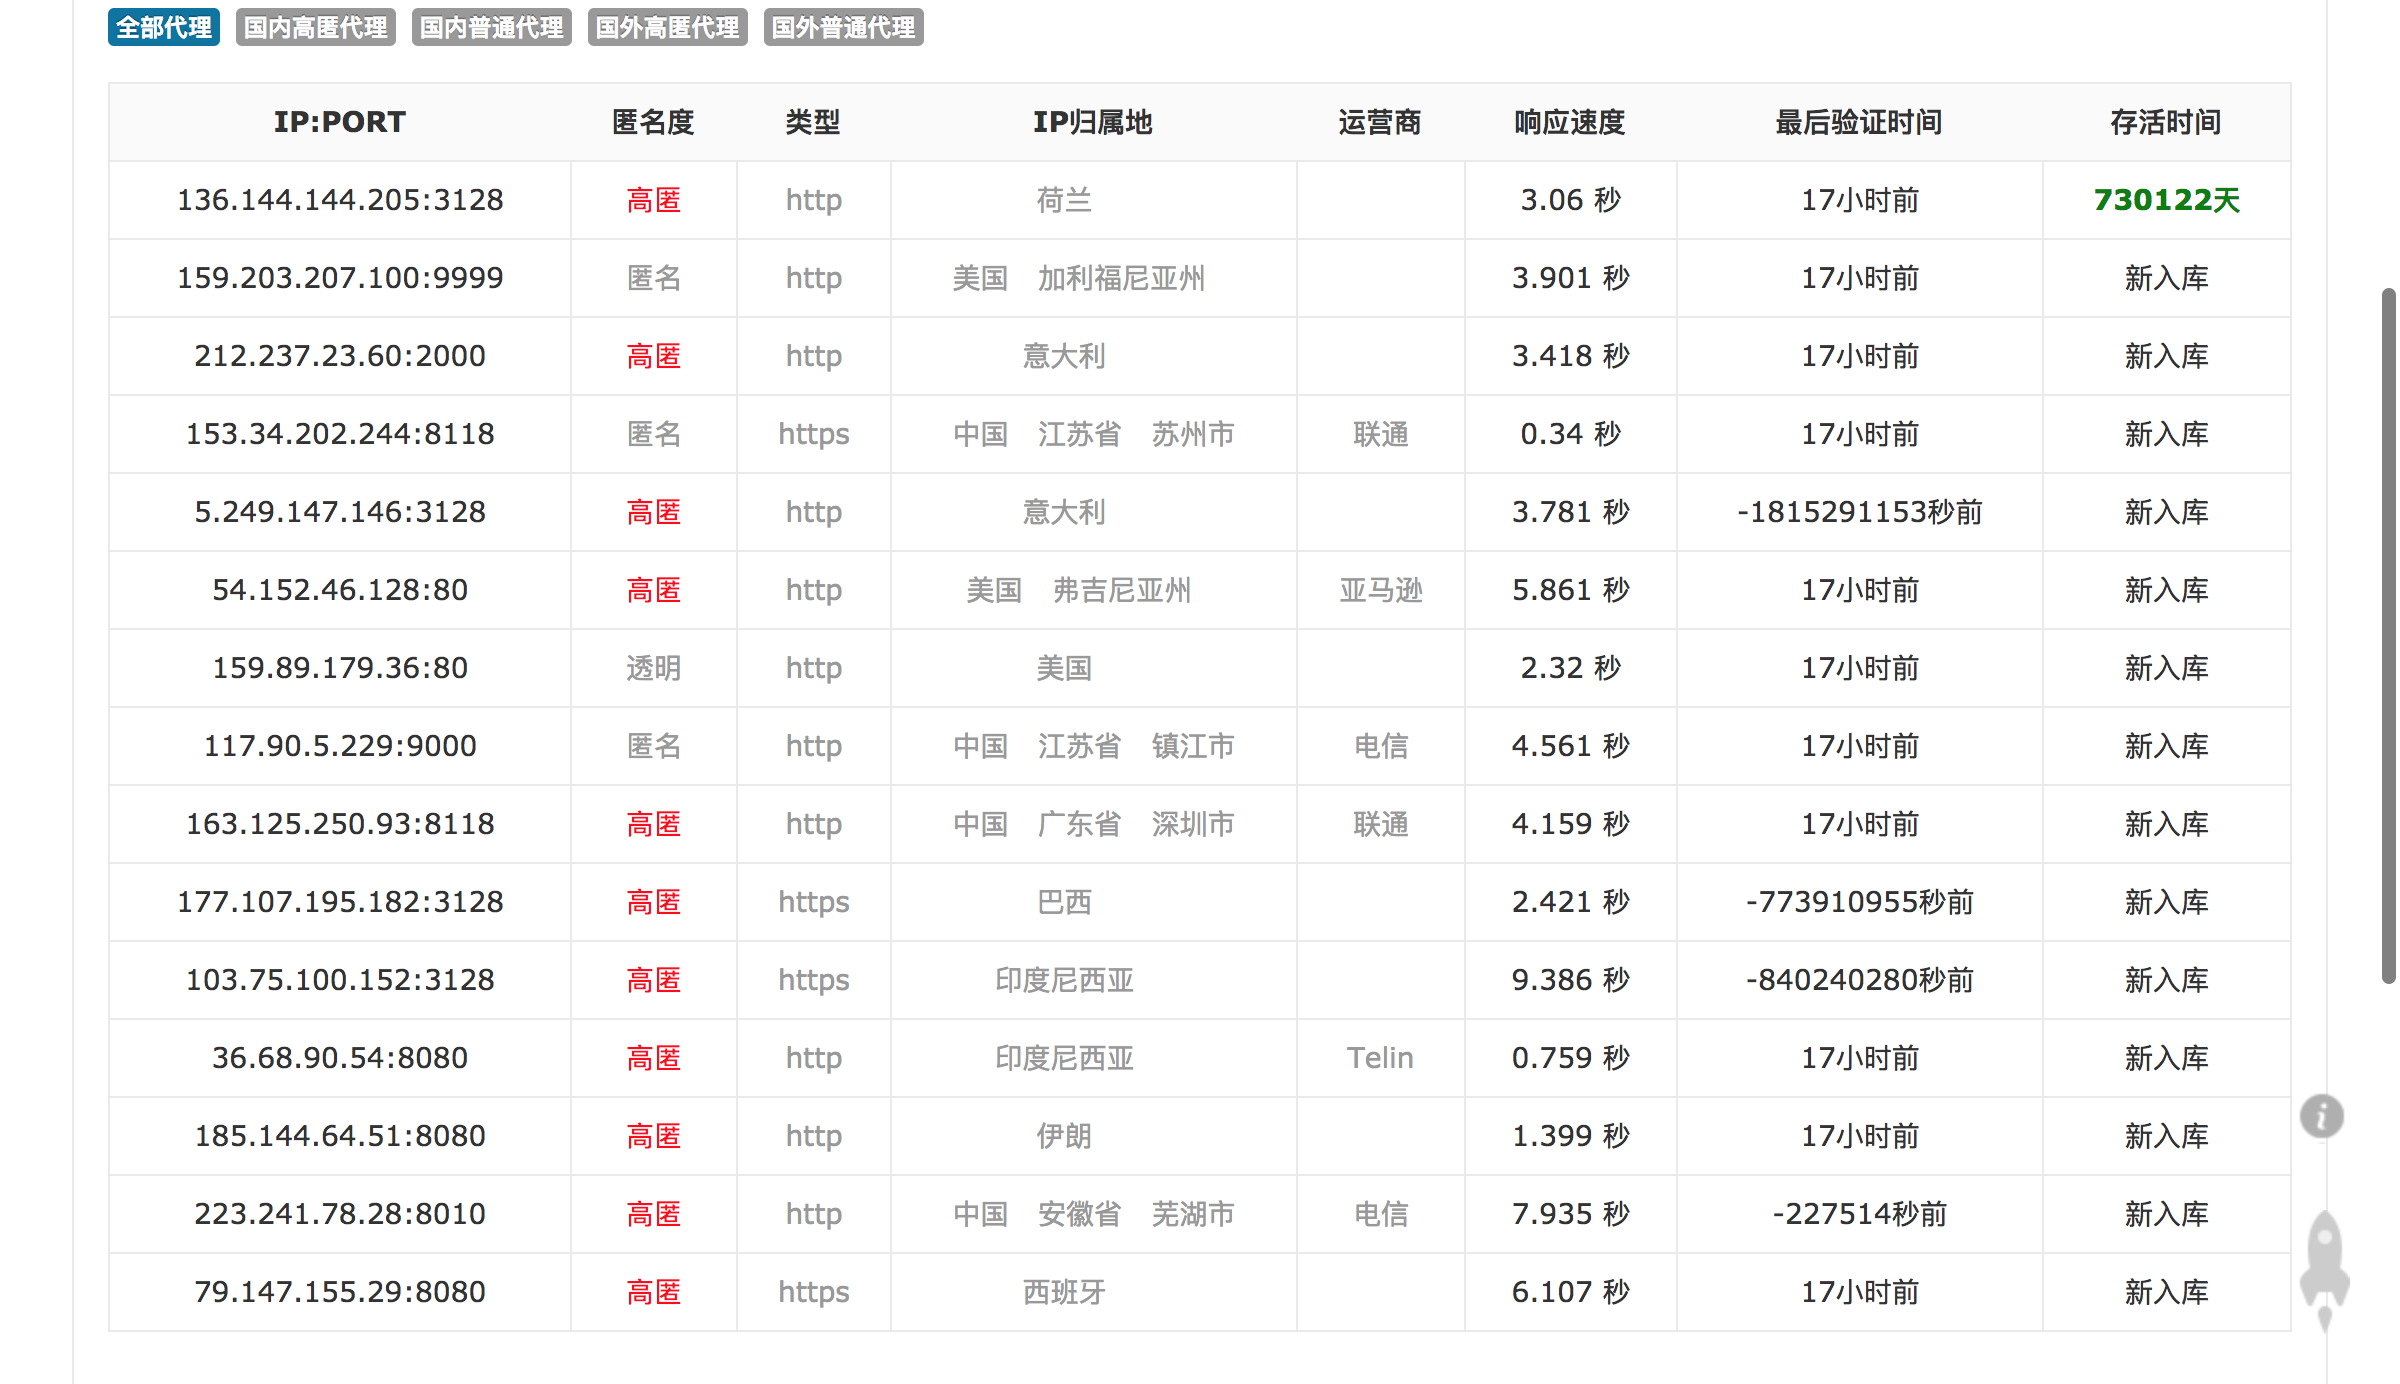 全部代理 国内高匿代理 国内普通代理 国外高匿代理 国外普通代理
IP:PORT 匿名度 类型 IP归属地 运营商 响应速度 最后验证时间 存活时间
136.144.144.205:3128 高匿 http 荷兰 3.06 秒 17小时前 730122天
159.203.207.100:9999 匿名 http 美国 加利福尼亚州 3.901 秒 17小时前 新入库
212.237.23.60:2000 高匿 http 意大利 3.418 秒 17小时前 新入库
153.34.202.244:8118 匿名 https 中国 江苏省 苏州市 联通 0.34 秒 17小时前 新入库
5.249.147.146:3128 高匿 http 意大利 3.781 秒 -1815291153秒前 新入库
54.152.46.128:80 高匿 http 美国 弗吉尼亚州 亚马逊 5.861 秒 17小时前 新入库
159.89.179.36:80 透明 http 美国 2.32 秒 17小时前 新入库
117.90.5.229:9000 匿名 http 中国 江苏省 镇江市 电信 4.561 秒 17小时前 新入库
163.125.250.93:8118 高匿 http 中国 广东省 深圳市 联通 4.159 秒 17小时前 新入库
177.107.195.182:3128 高匿 https 巴西 2.421 秒 -773910955秒前 新入库
103.75.100.152:3128 高匿 https 印度尼西亚 9.386 秒 -840240280秒前 新入库
36.68.90.54:8080 高匿 http 印度尼西亚 Telin 0.759 秒 17小时前 新入库
185.144.64.51:8080 高匿 http 伊朗 1.399 秒 17小时前 新入库
223.241.78.28:8010 高匿 http 中国 安徽省 芜湖市 电信 7.935 秒 -227514秒前 新入库
79.147.155.29:8080 高匿 https 西班牙 6.107 秒 17小时前 新入库